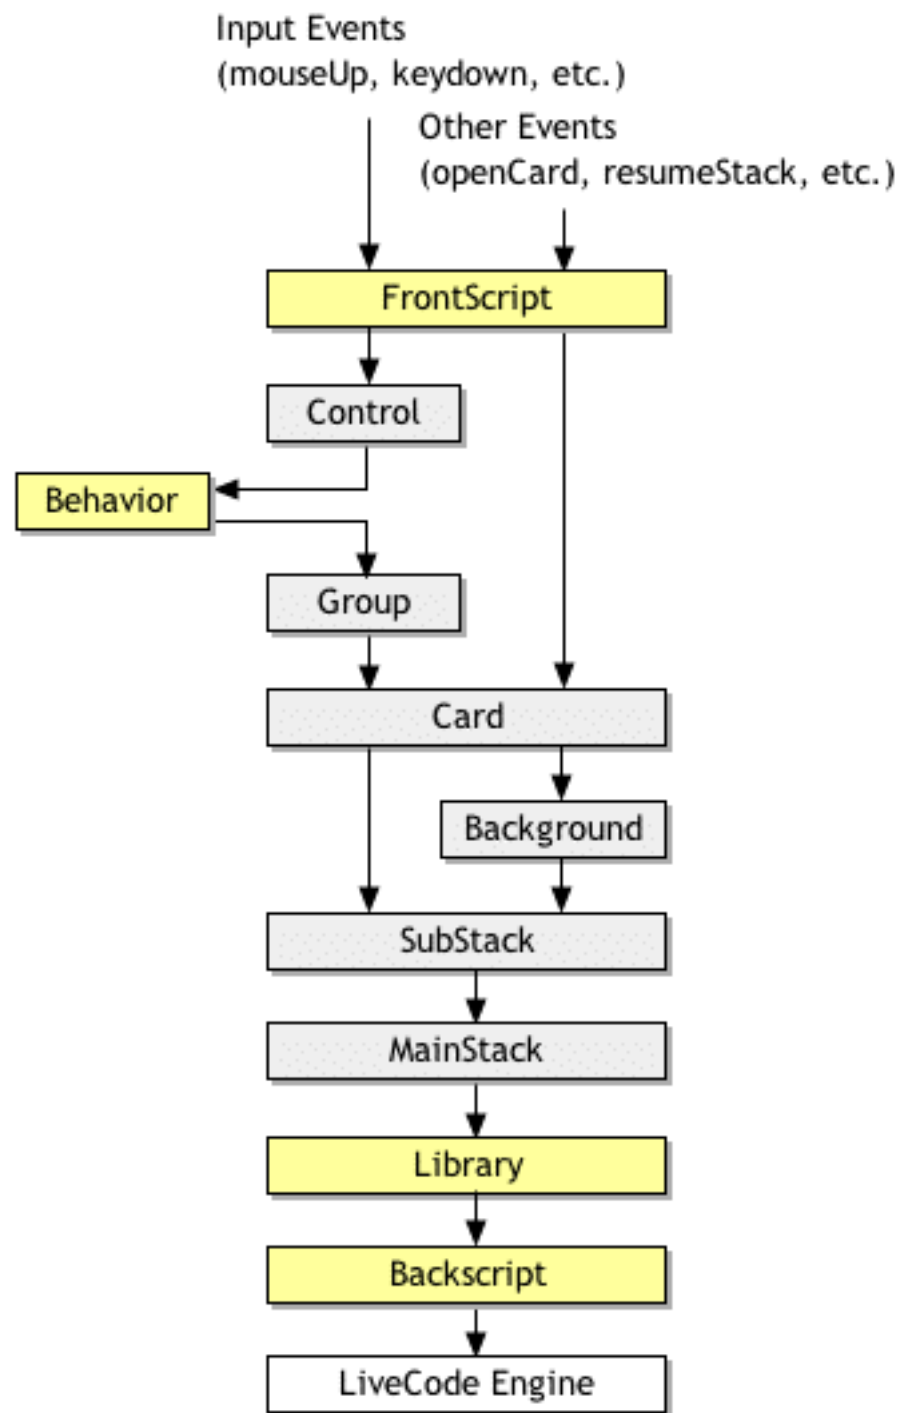 Input Events
(mouseUp, keydown, etc.)
Other Events
(openCard, resumeStack, etc.)
FrontScript
Control
Behavior
Group
Card
Background
SubStack
MainStack
Library
Backscript
LiveCode Engine